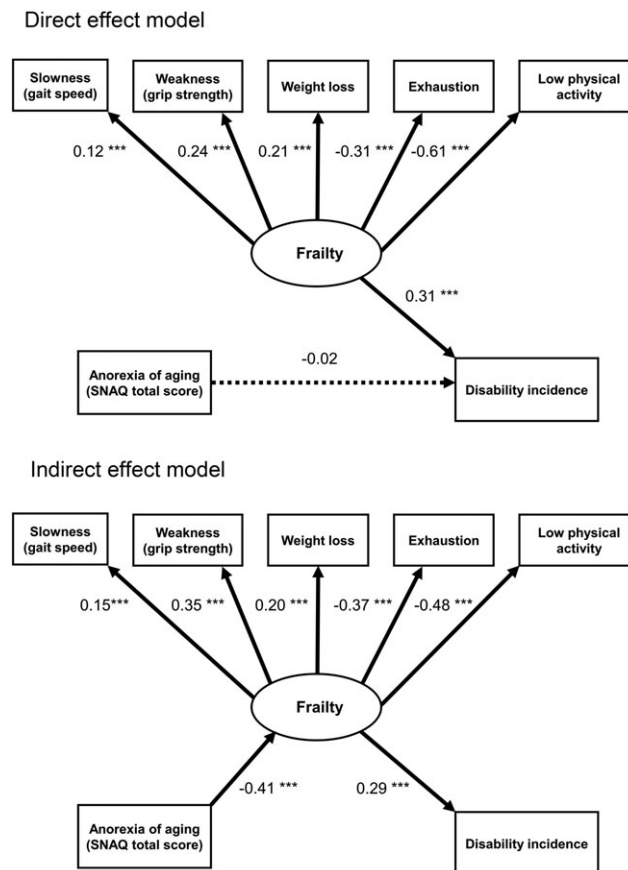 Direct effect model
Slowness
(gait speed)
Weakness
(grip strength)
Weight loss
Exhaustion
Low physical
activity
0.12 ***
0.24 ***
0.21 ***
-0.31 ***
-0.61 ***
Frailty
0.31 ***
-0.02
Anorexia of aging
(SNAQ total score)
Disability incidence
Indirect effect model
Slowness
(gait speed)
Weakness
(grip strength)
Weight loss
Exhaustion
Low physical
activity
0.15***
0.35 ***
0.20 ***
-0.37 ***
-0.48 ***
Frailty
-0.41 ***
0.29 ***
Anorexia of aging
(SNAQ total score)
Disability incidence